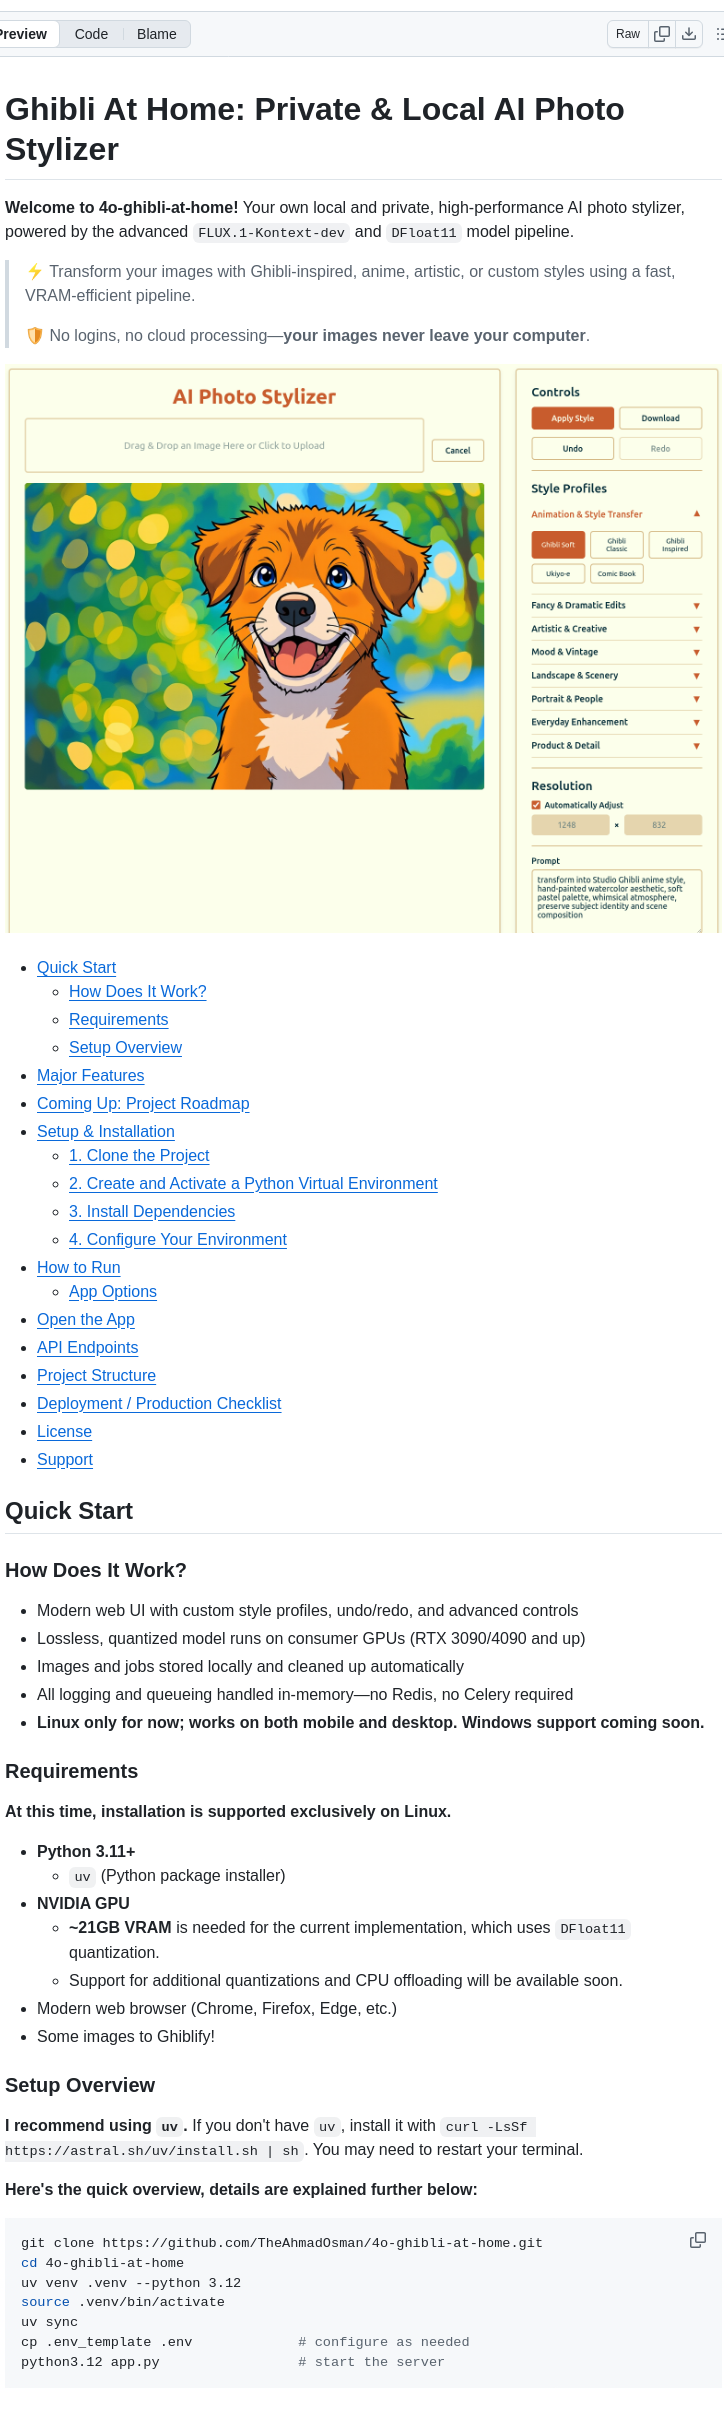 Preview Code Blame Raw
Ghibli At Home: Private & Local AI Photo
Stylizer
Welcome to 4o-ghibli-at-home! Your own local and private, high-performance AI photo stylizer,
powered by the advanced FLUX.1-Kontext-dev and DFloat11 model pipeline.
⚡ Transform your images with Ghibli-inspired, anime, artistic, or custom styles using a fast,
VRAM-efficient pipeline.
🛡️ No logins, no cloud processing—your images never leave your computer.
AI Photo Stylizer
Drag & Drop an Image Here or Click to Upload
Cancel
Controls
Apply Style Download
Undo Redo
Style Profiles
Animation & Style Transfer ▲
Ghibli Soft
Ghibli
Classic
Ghibli
Inspired
Ukiyo-e Comic Book
Fancy & Dramatic Edits ▼
Artistic & Creative ▼
Mood & Vintage ▼
Landscape & Scenery ▼
Portrait & People ▼
Everyday Enhancement ▼
Product & Detail ▼
Resolution
Automatically Adjust
1248 × 832
Prompt
transform into Studio Ghibli anime style,
hand-painted watercolor aesthetic, soft
pastel palette, whimsical atmosphere,
preserve subject identity and scene
composition
Quick Start
How Does It Work?
Requirements
Setup Overview
Major Features
Coming Up: Project Roadmap
Setup & Installation
1. Clone the Project
2. Create and Activate a Python Virtual Environment
3. Install Dependencies
4. Configure Your Environment
How to Run
App Options
Open the App
API Endpoints
Project Structure
Deployment / Production Checklist
License
Support
Quick Start
How Does It Work?
Modern web UI with custom style profiles, undo/redo, and advanced controls
Lossless, quantized model runs on consumer GPUs (RTX 3090/4090 and up)
Images and jobs stored locally and cleaned up automatically
All logging and queueing handled in-memory—no Redis, no Celery required
Linux only for now; works on both mobile and desktop. Windows support coming soon.
Requirements
At this time, installation is supported exclusively on Linux.
Python 3.11+
uv (Python package installer)
NVIDIA GPU
~21GB VRAM is needed for the current implementation, which uses DFloat11
quantization.
Support for additional quantizations and CPU offloading will be available soon.
Modern web browser (Chrome, Firefox, Edge, etc.)
Some images to Ghiblify!
Setup Overview
I recommend using uv. If you don't have uv, install it with curl -LsSf
https://astral.sh/uv/install.sh | sh. You may need to restart your terminal.
Here's the quick overview, details are explained further below:
git clone https://github.com/TheAhmadOsman/4o-ghibli-at-home.git
cd 4o-ghibli-at-home
uv venv .venv --python 3.12
source .venv/bin/activate
uv sync
cp .env_template .env # configure as needed
python3.12 app.py # start the server